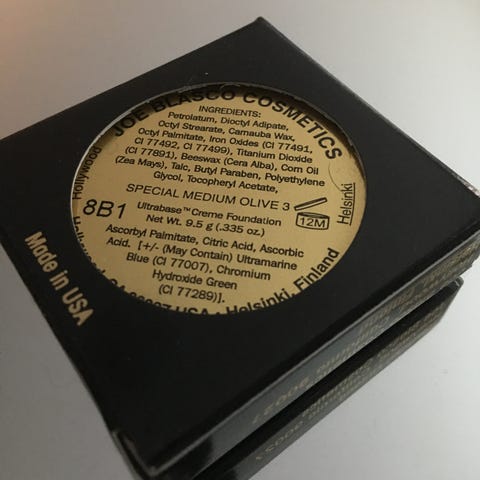 JOE BLASCO COSMETICS
INGREDIENTS:
Petrolatum, Dioctyl Adipate,
Octyl Strearate, Carnauba Wax,
Octyl Palmitate, Iron Oxides (CI 77491,
CI 77492, CI 77499), Titanium Dioxide
(CI 77891), Beeswax (Cera Alba), Corn Oil
(Zea Mays), Talc, Butyl Paraben, Polyethylene
Glycol, Tocopheryl Acetate,
SPECIAL MEDIUM OLIVE 3
12M
8B1
Ultrabase™ Creme Foundation
Net Wt. 9.5 g (.335 oz.)
Ascorbyl Palmitate, Citric Acid, Ascorbic
Acid. [+/- (May Contain) Ultramarine
Blue (CI 77007), Chromium
Hydroxide Green
(CI 77289)].
Hollywood
Helsinki
USA • Helsinki, Finland
Made in USA